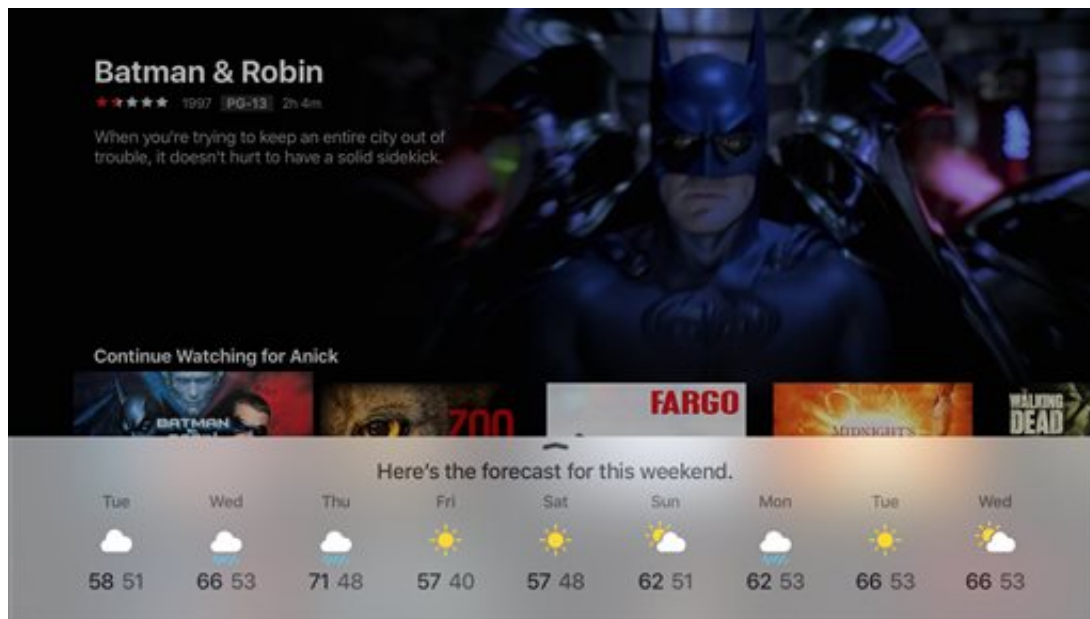 Batman & Robin
1997 PG-13 2h 4m
When you're trying to keep an entire city out of
trouble, it doesn't hurt to have a solid sidekick.
Continue Watching for Anick
BATMAN ZOO FARGO MIDNIGHT'S WALKING
DEAD
Here's the forecast for this weekend.
Tue Wed Thu Fri Sat Sun Mon Tue Wed
58 51 66 53 71 48 57 40 57 48 62 51 62 53 66 53 66 53